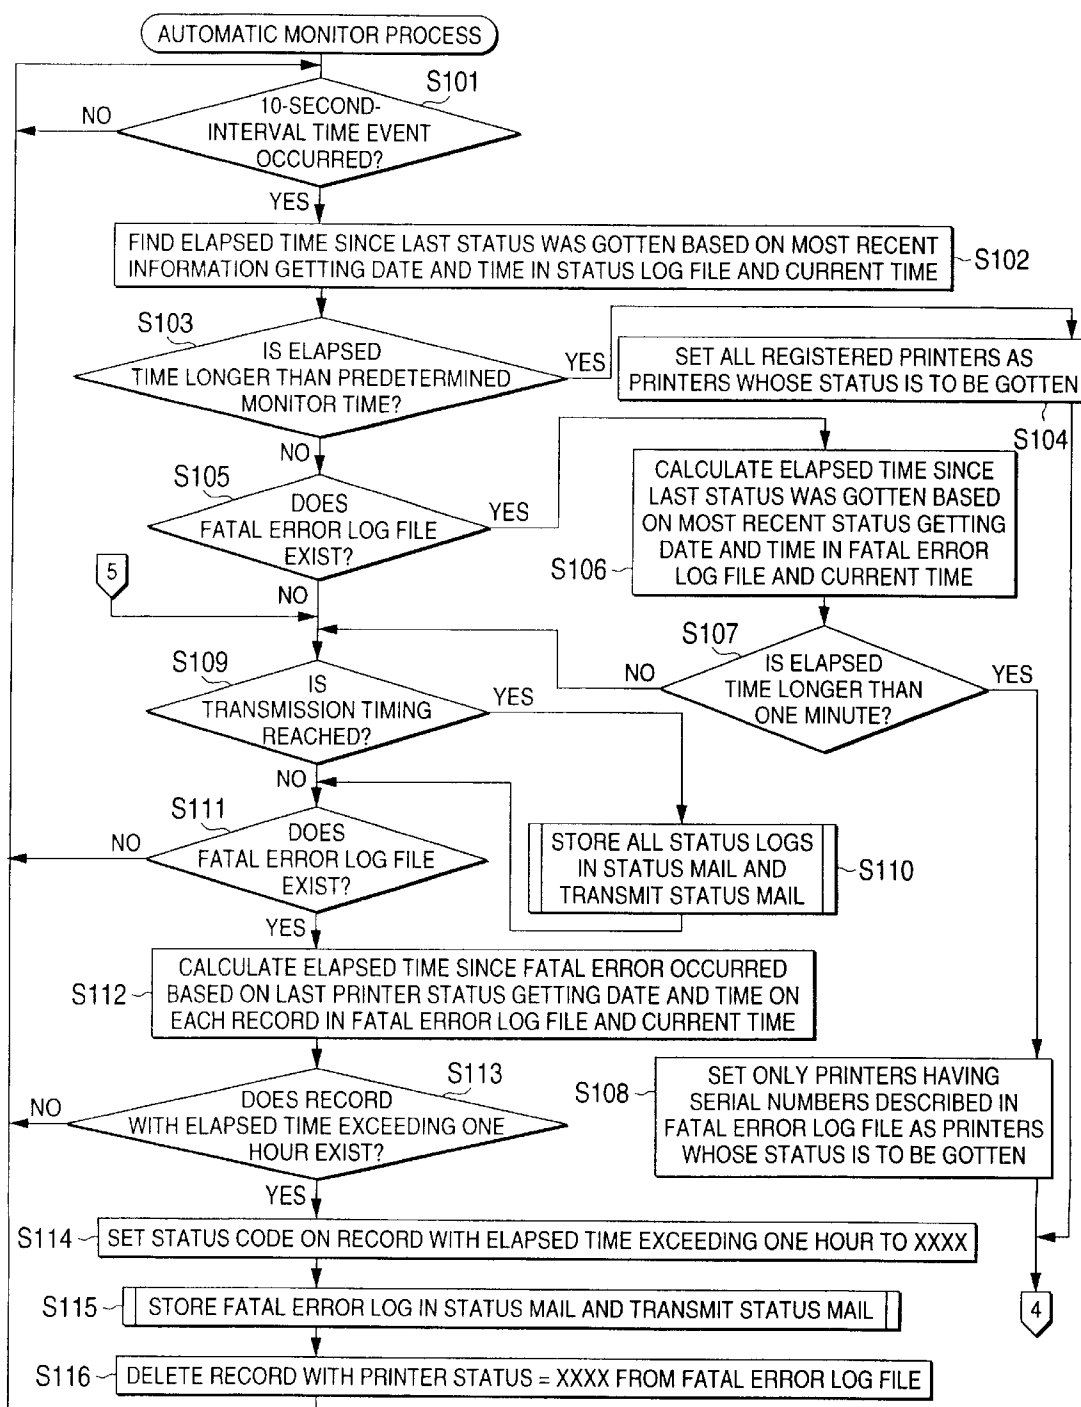 AUTOMATIC MONITOR PROCESS
S101
NO
10-SECOND-
INTERVAL TIME EVENT
OCCURRED?
YES
FIND ELAPSED TIME SINCE LAST STATUS WAS GOTTEN BASED ON MOST RECENT
INFORMATION GETTING DATE AND TIME IN STATUS LOG FILE AND CURRENT TIME
S102
S103
IS ELAPSED
TIME LONGER THAN PREDETERMINED
MONITOR TIME?
YES
SET ALL REGISTERED PRINTERS AS
PRINTERS WHOSE STATUS IS TO BE GOTTEN
S104
NO
S105
DOES
FATAL ERROR LOG FILE
EXIST?
YES
CALCULATE ELAPSED TIME SINCE
LAST STATUS WAS GOTTEN BASED
ON MOST RECENT STATUS GETTING
DATE AND TIME IN FATAL ERROR
LOG FILE AND CURRENT TIME
S106
5
NO
S107
NO
IS ELAPSED
TIME LONGER THAN
ONE MINUTE?
YES
S109
IS
TRANSMISSION TIMING
REACHED?
YES
NO
S111
NO
DOES
FATAL ERROR LOG FILE
EXIST?
STORE ALL STATUS LOGS
IN STATUS MAIL AND
TRANSMIT STATUS MAIL
S110
YES
S112
CALCULATE ELAPSED TIME SINCE FATAL ERROR OCCURRED
BASED ON LAST PRINTER STATUS GETTING DATE AND TIME ON
EACH RECORD IN FATAL ERROR LOG FILE AND CURRENT TIME
S113
NO
DOES RECORD
WITH ELAPSED TIME EXCEEDING ONE
HOUR EXIST?
S108
SET ONLY PRINTERS HAVING
SERIAL NUMBERS DESCRIBED IN
FATAL ERROR LOG FILE AS PRINTERS
WHOSE STATUS IS TO BE GOTTEN
YES
S114
SET STATUS CODE ON RECORD WITH ELAPSED TIME EXCEEDING ONE HOUR TO XXXX
S115
STORE FATAL ERROR LOG IN STATUS MAIL AND TRANSMIT STATUS MAIL
4
S116
DELETE RECORD WITH PRINTER STATUS = XXXX FROM FATAL ERROR LOG FILE